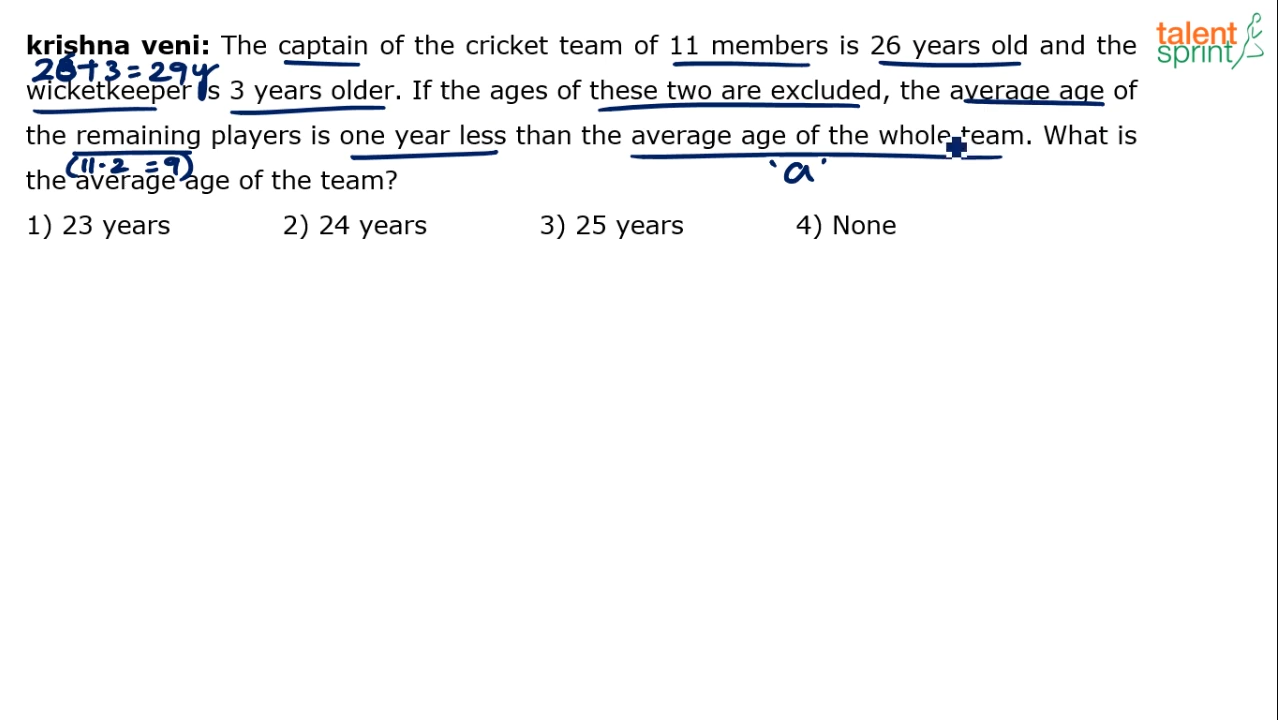 talent
sprint
krishna veni: The captain of the cricket team of 11 members is 26 years old and the
26+3=29y
wicketkeeper is 3 years older. If the ages of these two are excluded, the average age of
the remaining players is one year less than the average age of the whole team. What is
(11-2 =9)
'a'
the average age of the team?
1) 23 years 2) 24 years 3) 25 years 4) None